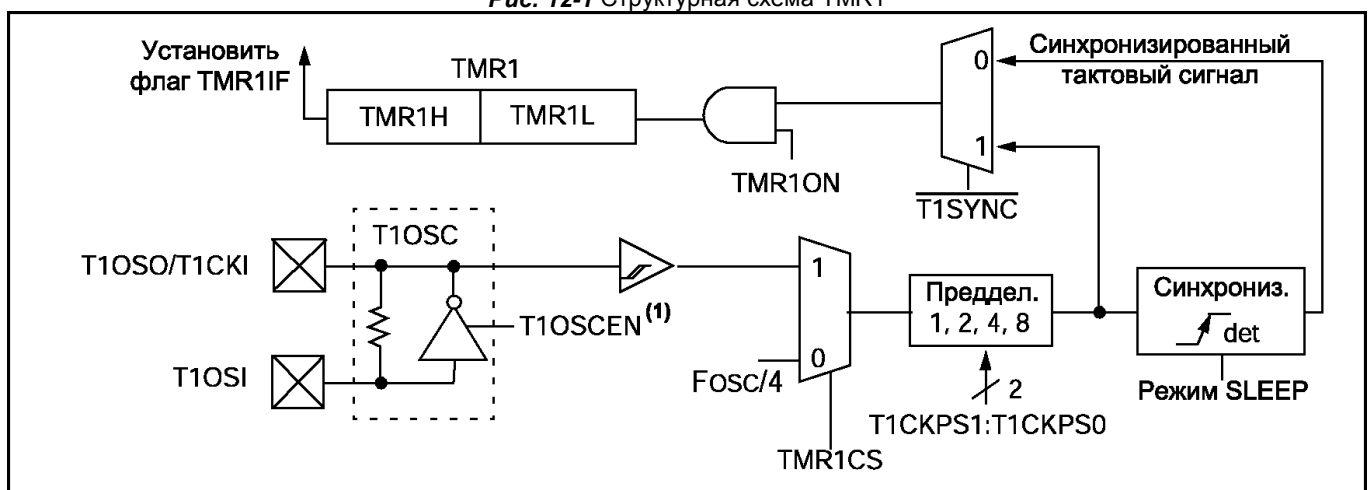 Рис. 12-1 Структурная схема TMR1
Установить
флаг TMR1IF
TMR1
TMR1H
TMR1L
TMR1ON
0
1
T1SYNC
Синхронизированный
тактовый сигнал
T1OSC
T1OSO/T1CKI
T1OSCEN(1)
T1OSI
1
0
FOSC/4
TMR1CS
Преддел.
1, 2, 4, 8
2
T1CKPS1:T1CKPS0
Синхрониз.
det
Режим SLEEP